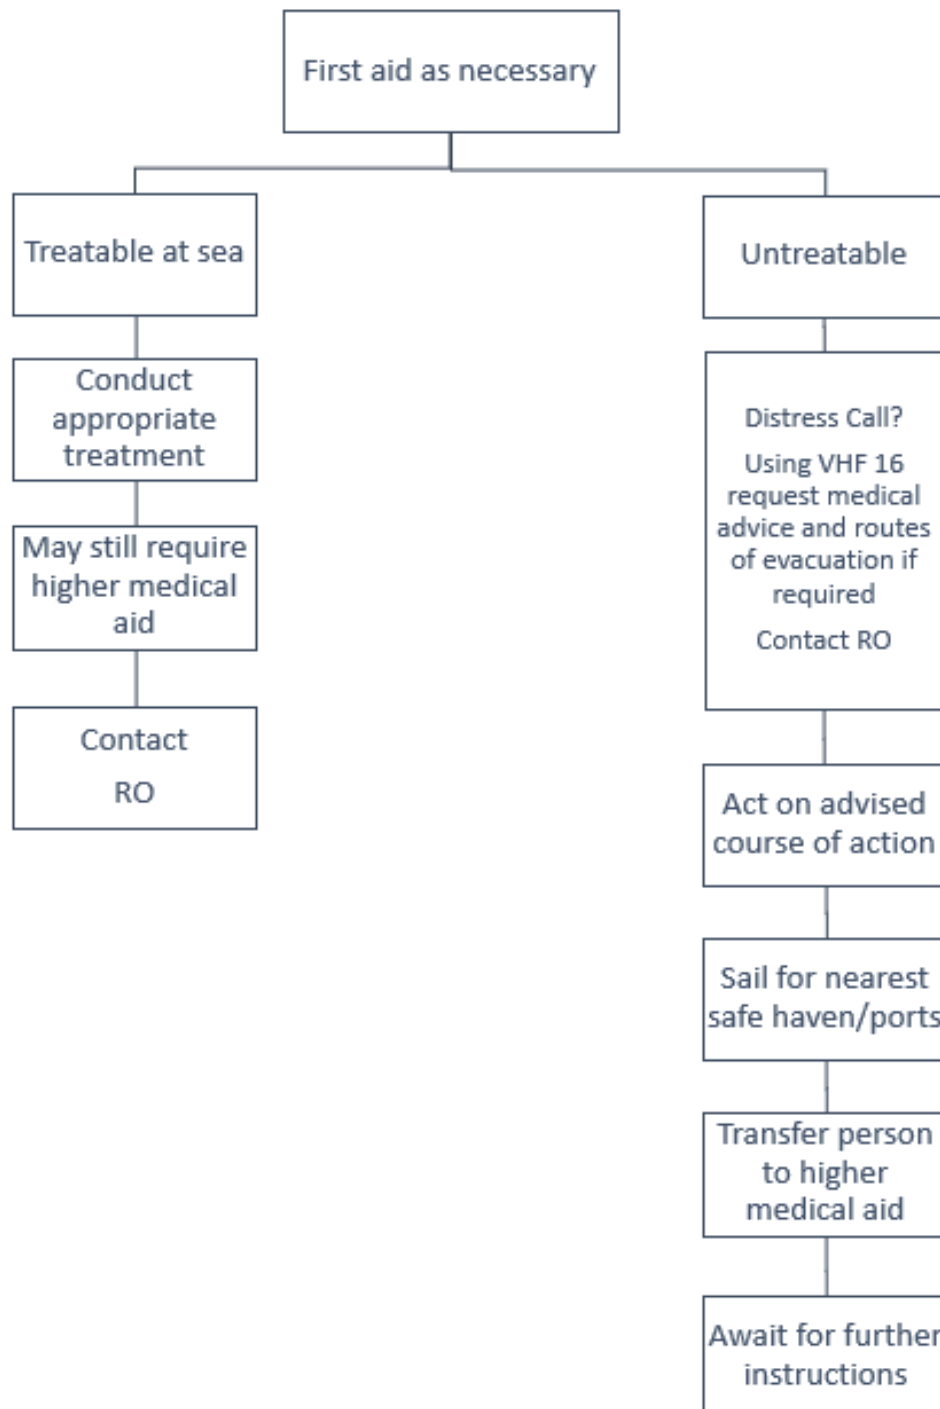 First aid as necessary
Treatable at sea
Conduct
appropriate
treatment
May still require
higher medical
aid
Contact
RO
Untreatable
Distress Call?
Using VHF 16
request medical
advice and routes
of evacuation if
required
Contact RO
Act on advised
course of action
Sail for nearest
safe haven/ports
Transfer person
to higher
medical aid
Await for further
instructions